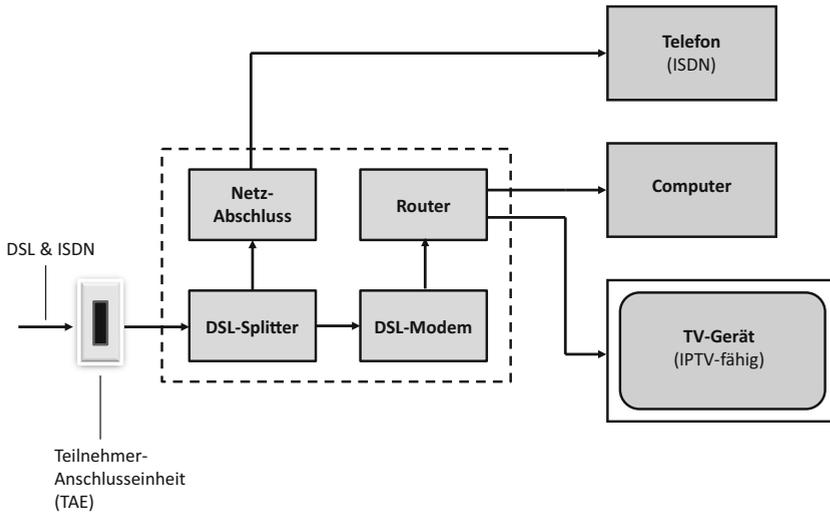 Telefon
(ISDN)
Computer
Netz-
Abschluss
Router
DSL & ISDN
DSL-Splitter
DSL-Modem
TV-Gerät
(IPTV-fähig)
Teilnehmer-
Anschlusseinheit
(TAE)